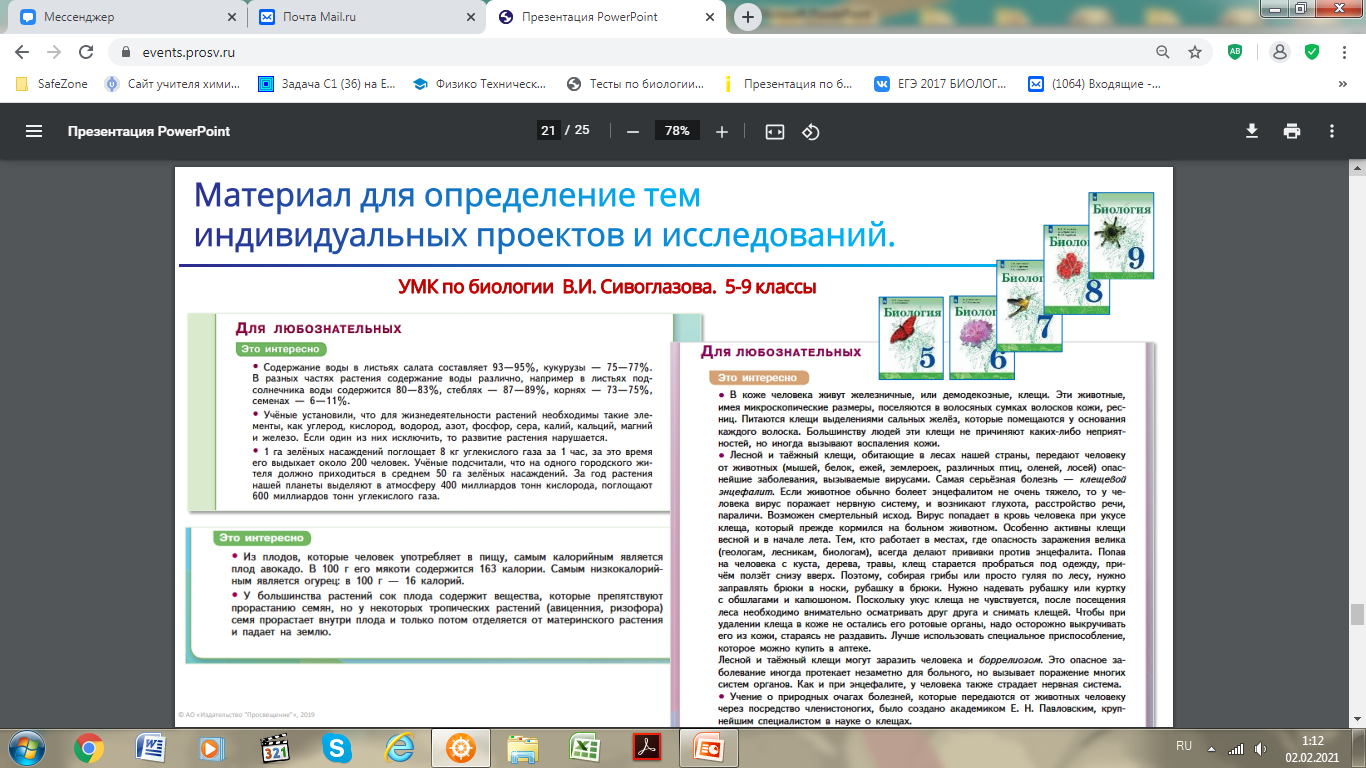 Мессенджер
Почта Mail.ru
Презентация PowerPoint
events.prosv.ru
SafeZone
Сайт учителя хими...
Задача С1 (36) на Е...
Физико Техническ...
Тесты по биологии...
Презентация по б...
ЕГЭ 2017 БИОЛОГ...
(1064) Входящие -...
»
Презентация PowerPoint
21 / 25
78%
Материал для определение тем
индивидуальных проектов и исследований.
УМК по биологии В.И. Сивоглазова. 5-9 классы
Биология
5
6
Биолог
7
Биоло
8
Биология
9
Для любознательных
Это интересно
• Содержание воды в листьях салата составляет 93—95%, кукурузы — 75—77%.
В разных частях растения содержание воды различно, например в листьях под-
солнечника воды содержится 80—83%, стеблях — 87—89%, корнях — 73—75%,
семенах — 6—11%.
• Учёные установили, что для жизнедеятельности растений необходимы такие эле-
менты, как углерод, кислород, водород, азот, фосфор, сера, калий, кальций, магний
и железо. Если один из них исключить, то развитие растения нарушается.
• 1 га зелёных насаждений поглощает 8 кг углекислого газа за 1 час, за это время
его выдыхает около 200 человек. Учёные подсчитали, что на одного городского жи-
теля должно приходиться в среднем 50 га зелёных насаждений. За год растения
нашей планеты выделяют в атмосферу 400 миллиардов тонн кислорода, поглощают
600 миллиардов тонн углекислого газа.
Это интересно
• Из плодов, которые человек употребляет в пищу, самым калорийным является
плод авокадо. В 100 г его мякоти содержится 163 калории. Самым низкокалорий-
ным является огурец: в 100 г — 16 калорий.
• У большинства растений сок плода содержит вещества, которые препятствуют
прорастанию семян, но у некоторых тропических растений (авиценния, ризофора)
семя прорастает внутри плода и только потом отделяется от материнского растения
и падает на землю.
Для любознательных
Это интересно
• В коже человека живут железничные, или демодекозные, клещи. Эти животные,
имея микроскопические размеры, поселяются в волосяных сумках волосков кожи, рес-
ниц. Питаются клещи выделениями сальных желёз, которые помещаются у основания
каждого волоска. Большинству людей эти клещи не причиняют каких-либо неприят-
ностей, но иногда вызывают воспаления кожи.
• Лесной и таёжный клещи, обитающие в лесах нашей страны, передают человеку
от животных (мышей, белок, ежей, землероек, различных птиц, оленей, лосей) опас-
нейшие заболевания, вызываемые вирусами. Самая серьёзная болезнь — клещевой
энцефалит. Если животное обычно болеет энцефалитом не очень тяжело, то у че-
ловека вирус поражает нервную систему, и возникают глухота, расстройство речи,
параличи. Возможен смертельный исход. Вирус попадает в кровь человека при укусе
клеща, который прежде кормился на больном животном. Особенно активны клещи
весной и в начале лета. Тем, кто работает в местах, где опасность заражения велика
(геологам, лесникам, биологам), всегда делают прививки против энцефалита. Попав
на человека с куста, дерева, травы, клещ старается пробраться под одежду, при-
чём ползёт снизу вверх. Поэтому, собирая грибы или просто гуляя по лесу, нужно
заправлять брюки в носки, рубашку в брюки. Нужно надевать рубашку или куртку
с обшлагами и капюшоном. Поскольку укус клеща не чувствуется, после посещения
леса необходимо внимательно осматривать друг друга и снимать клещей. Чтобы при
удалении клеща в коже не остались его ротовые органы, надо осторожно выкручивать
его из кожи, стараясь не раздавить. Лучше использовать специальное приспособление,
которое можно купить в аптеке.
Лесной и таёжный клещи могут заразить человека и боррелиозом. Это опасное за-
болевание иногда протекает незаметно для больного, но вызывает поражение многих
систем органов. Как и при энцефалите, у человека также страдает нервная система.
• Учение о природных очагах болезней, которые передаются от животных человеку
через посредство членистоногих, было создано академиком Е. Н. Павловским, круп-
нейшим специалистом в науке о клещах.
© АО «Издательство "Просвещение"», 2019
RU
1:12
02.02.2021